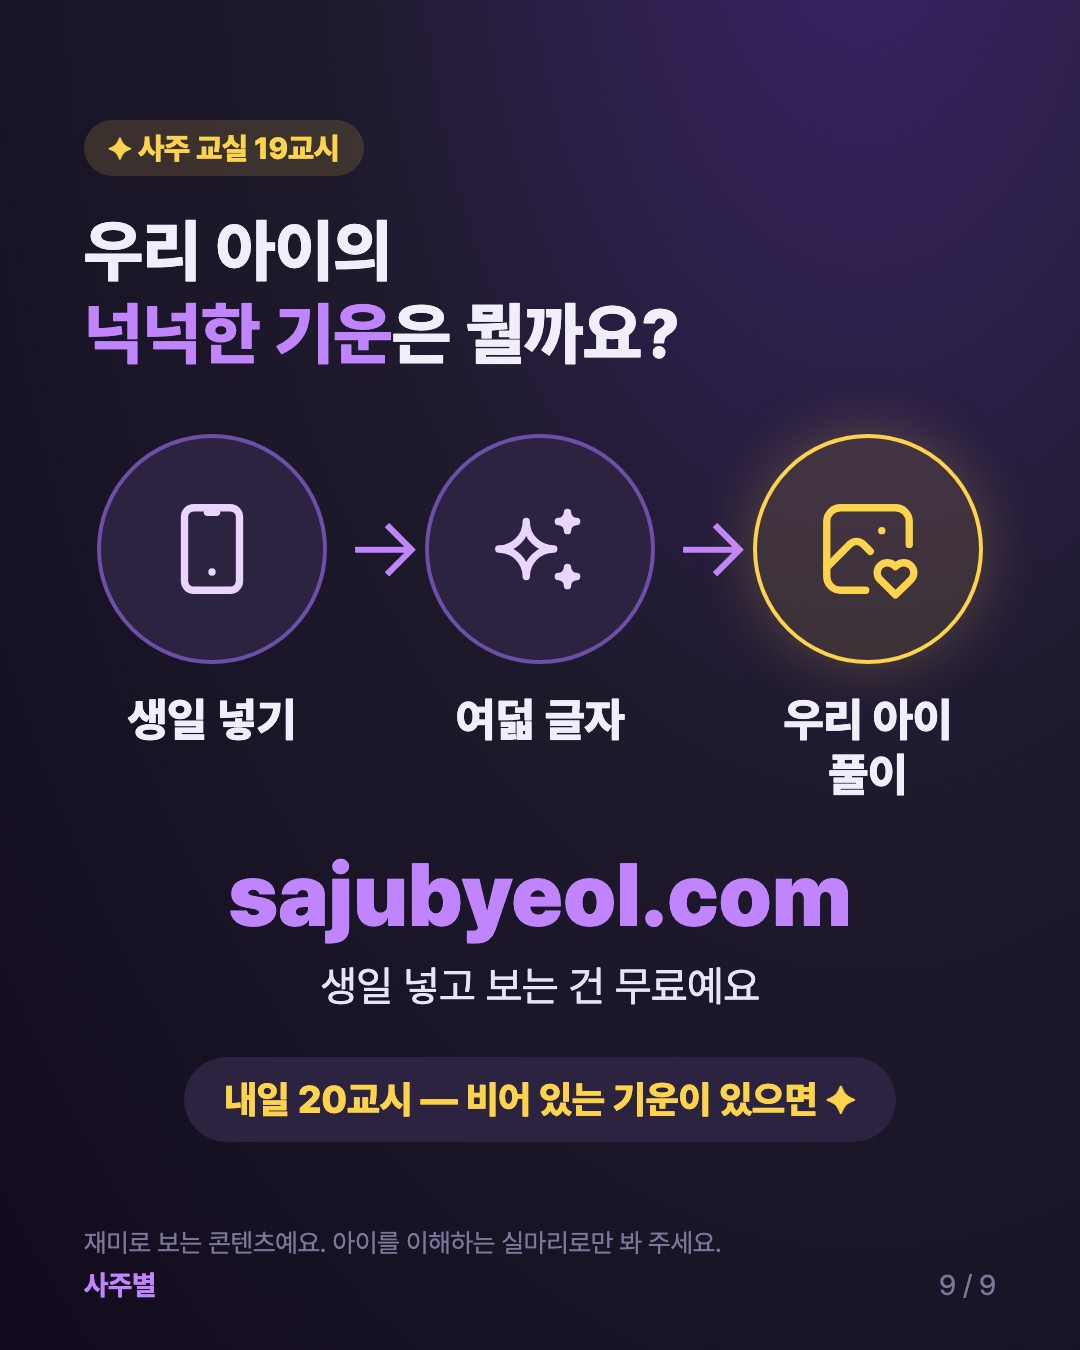 ✦ 사주 교실 19교시
우리 아이의
넉넉한 기운은 뭘까요?
생일 넣기
여덟 글자
우리 아이
풀이
sajubyeol.com
생일 넣고 보는 건 무료예요
내일 20교시 — 비어 있는 기운이 있으면 ✦
재미로 보는 콘텐츠예요. 아이를 이해하는 실마리로만 봐 주세요.
사주별
9 / 9